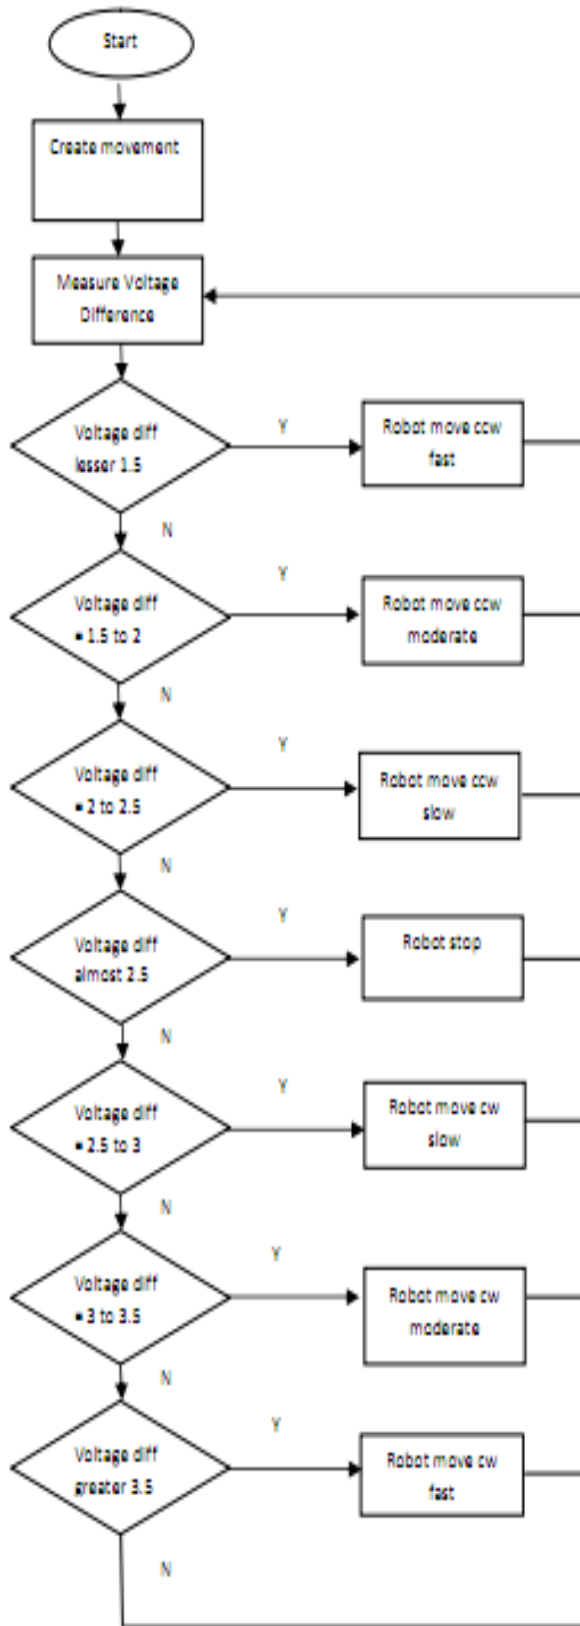 Start
Create movement
Measure Voltage
Difference
Voltage diff
lesser 1.5
Y
Robot move ccw
fast
N
Voltage diff
= 1.5 to 2
Y
Robot move ccw
moderate
N
Voltage diff
= 2 to 2.5
Y
Robot move ccw
slow
N
Voltage diff
almost 2.5
Y
Robot stop
N
Voltage diff
= 2.5 to 3
Y
Robot move cw
slow
N
Voltage diff
= 3 to 3.5
Y
Robot move cw
moderate
N
Voltage diff
greater 3.5
Y
Robot move cw
fast
N